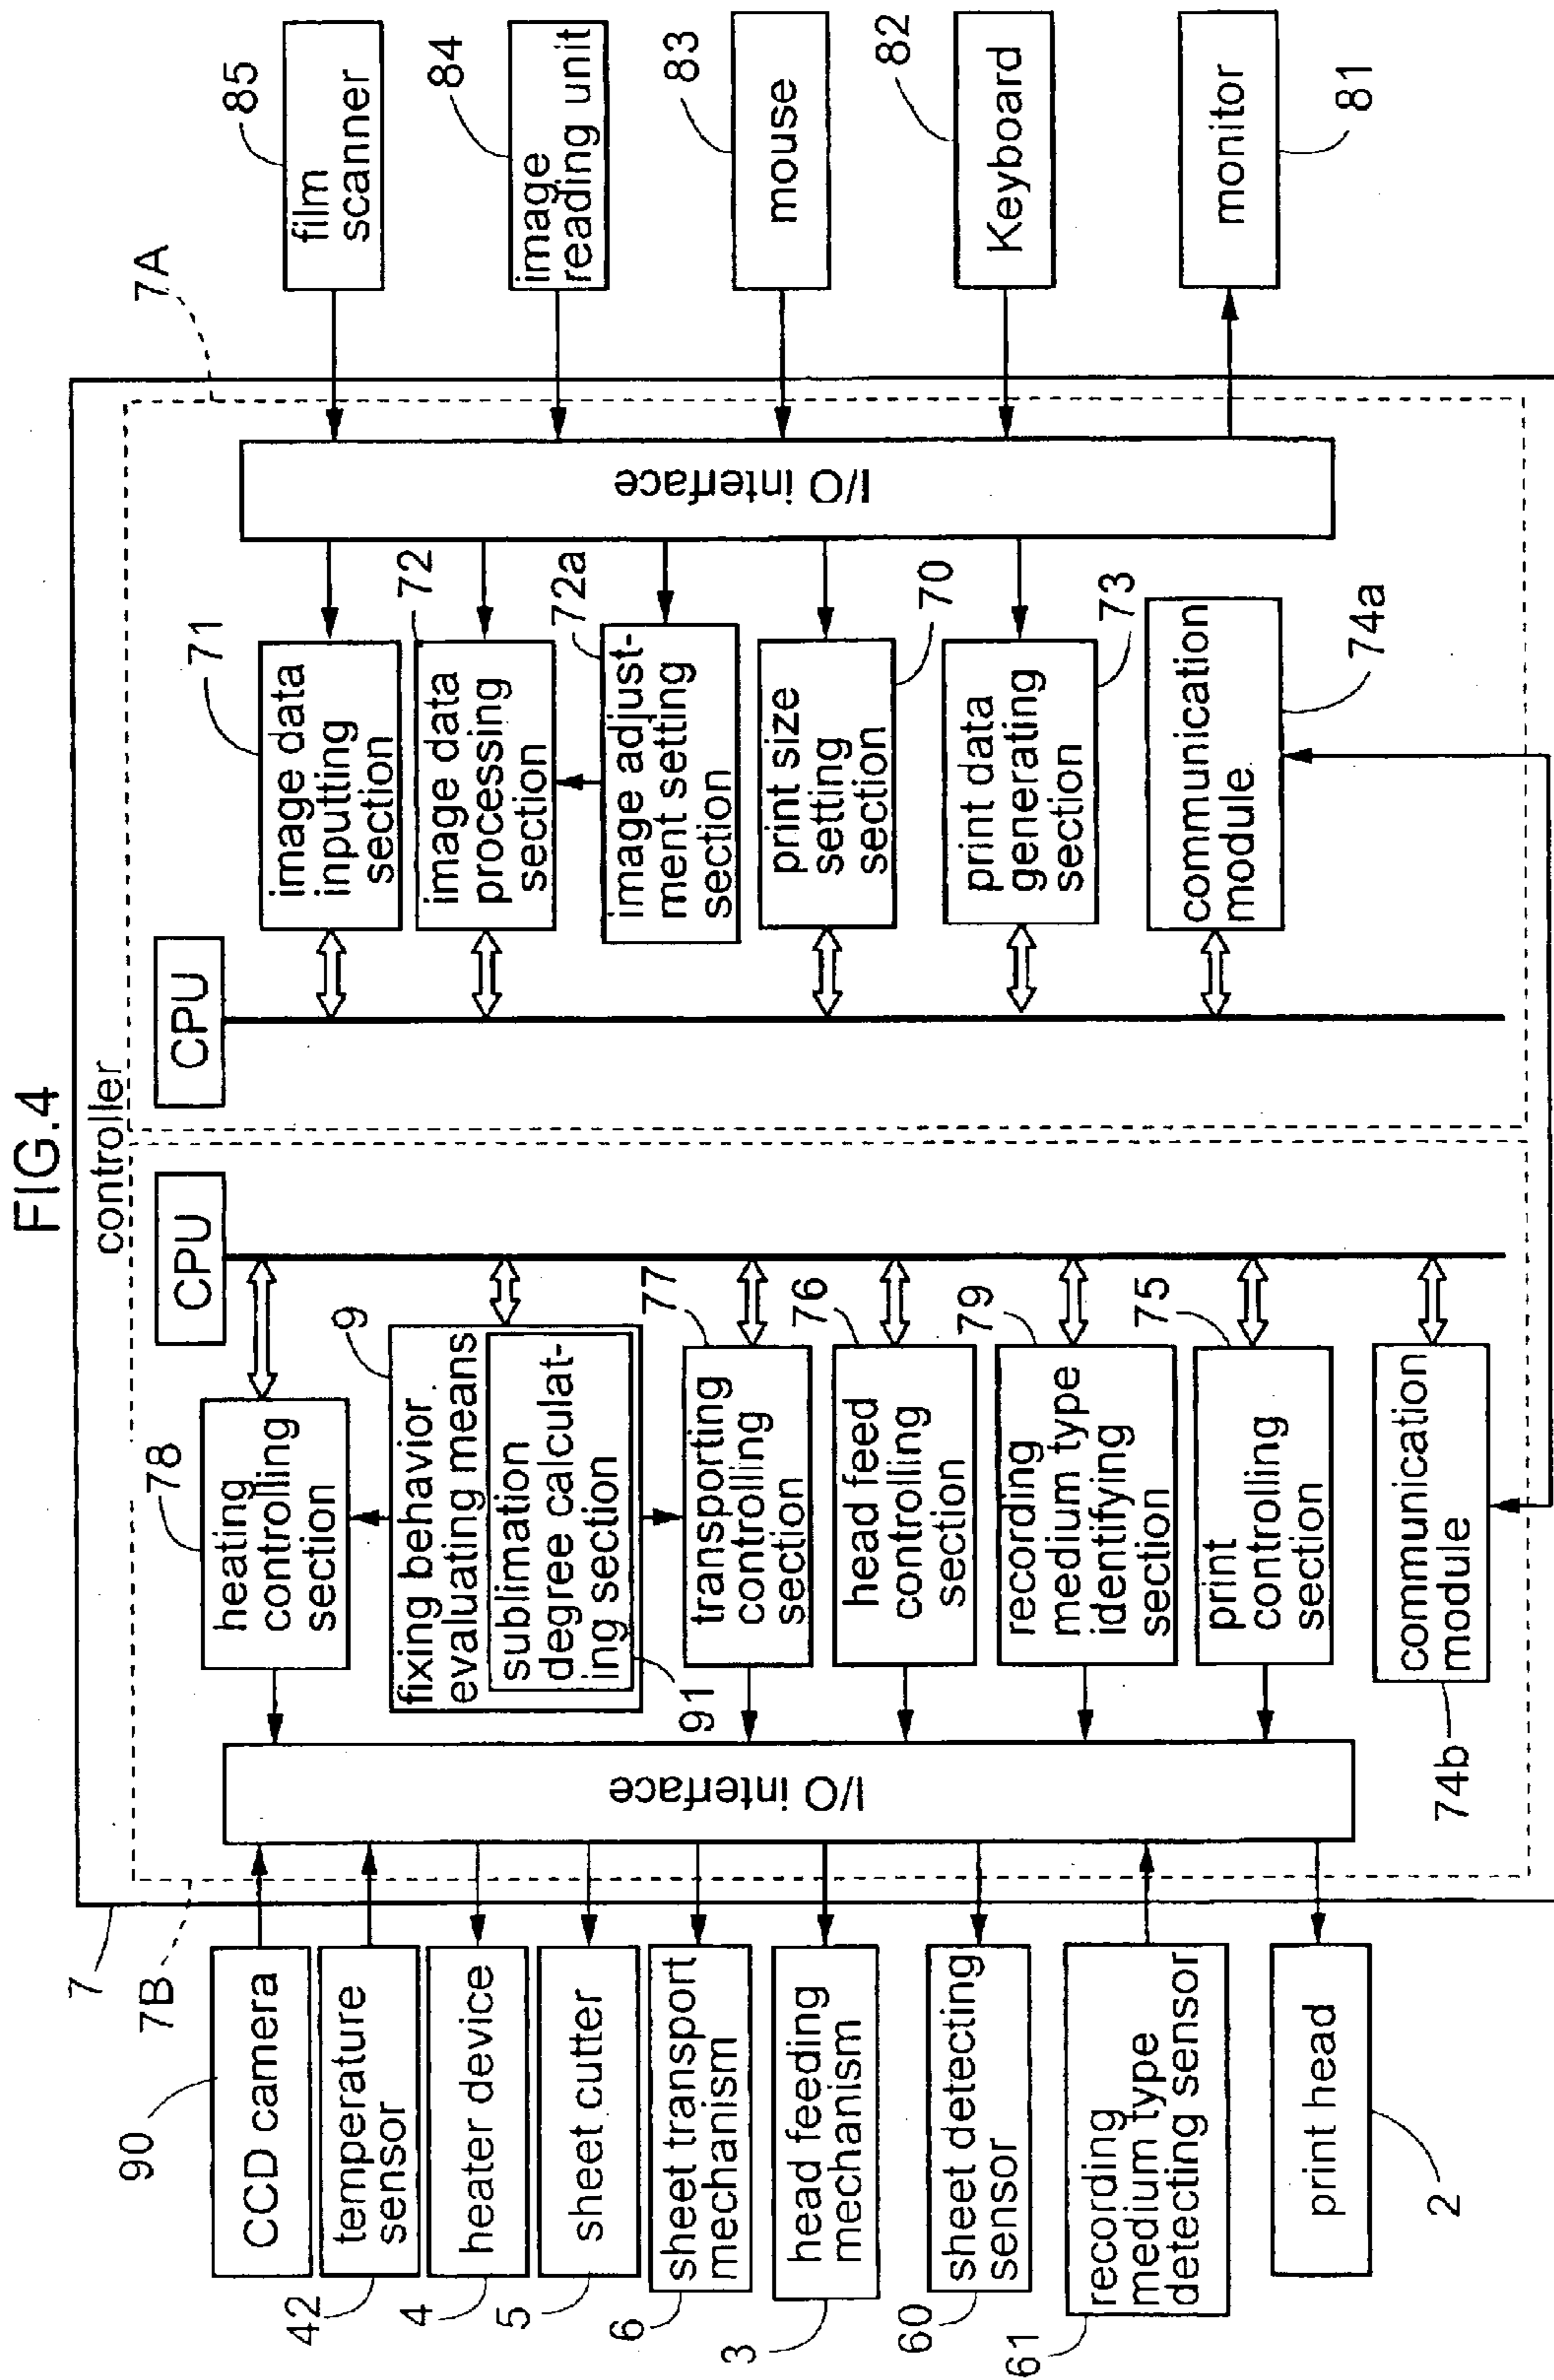 FIG.4
controller
7
7B
7A
90
CCD camera
42
temperature
sensor
4
heater device
5
sheet cutter
6
sheet transport
mechanism
3
head feeding
mechanism
60
sheet detecting
sensor
61
recording
medium type
detecting sensor
print head
2
I/O interface
CPU
78
heating
controlling
section
9
fixing behavior
evaluating means
sublimation
degree calculat-
ing section
91
77
transporting
controlling
section
76
head feed
controlling
section
79
recording
medium type
identifying
section
75
print
controlling
section
communication
module
74b
CPU
71
image data
inputting
section
72
image data
processing
section
72a
image adjust-
ment setting
section
70
print size
setting
section
73
print data
generating
section
communication
module
74a
I/O interface
85
film
scanner
84
image
reading unit
83
mouse
82
Keyboard
monitor
81